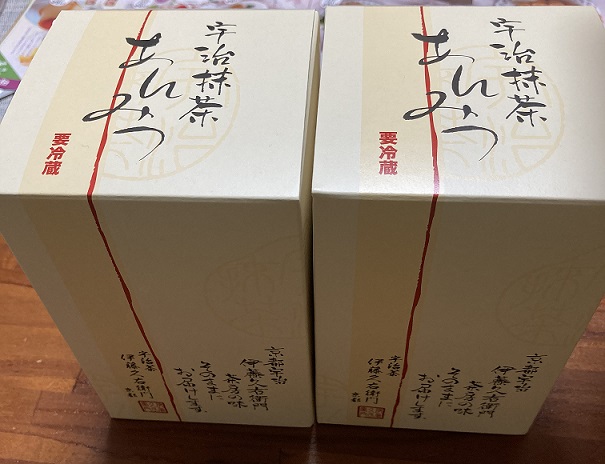 宇治抹茶
あんみつ
要冷蔵
京都宇治
伊藤久右衛門
茶房の味
そのままに
お届けします。
宇治茶
伊藤久右衛門
京都
宇治抹茶
あんみつ
要冷蔵
京都宇治
伊藤久右衛門
茶房の味
そのままに
お届けします。
宇治茶
伊藤久右衛門
京都